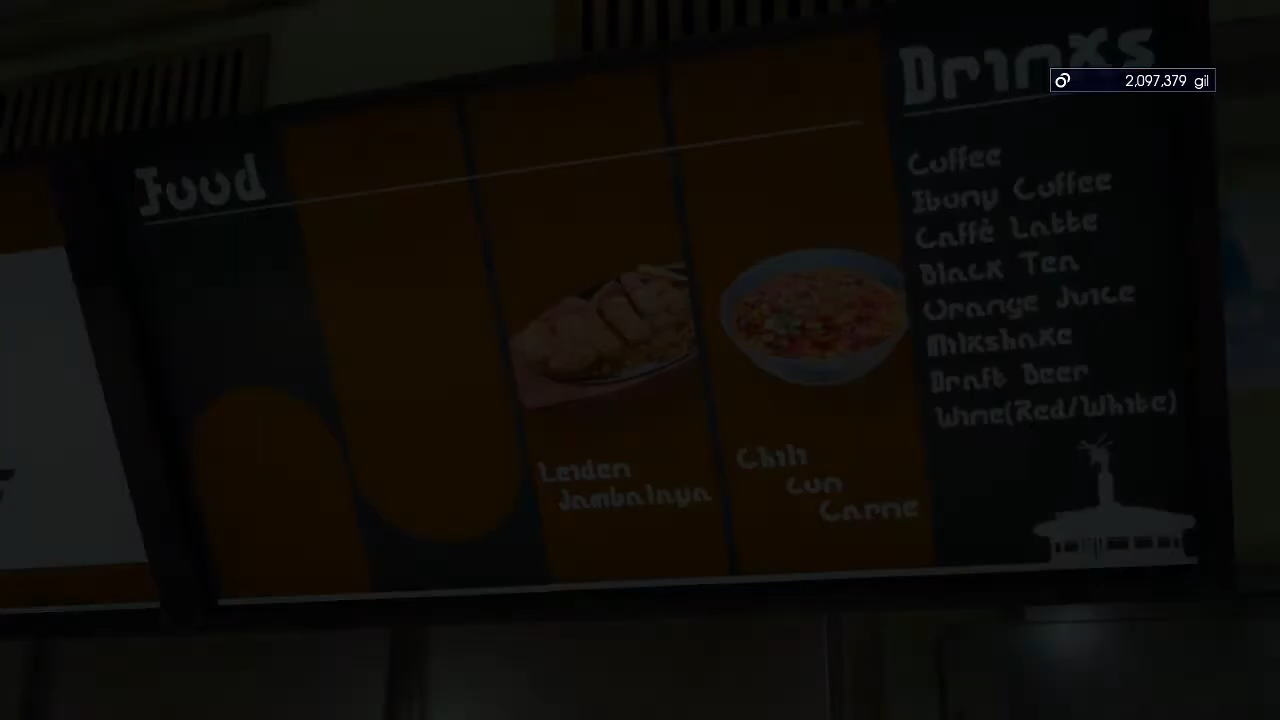 Food
Leiden
Jambalaya
Chili
Con
Carne
Drinks
2,097,379 gil
Coffee
Ebony Coffee
Caffè Latte
Black Tea
Orange Juice
Milkshake
Draft Beer
Wine(Red/White)